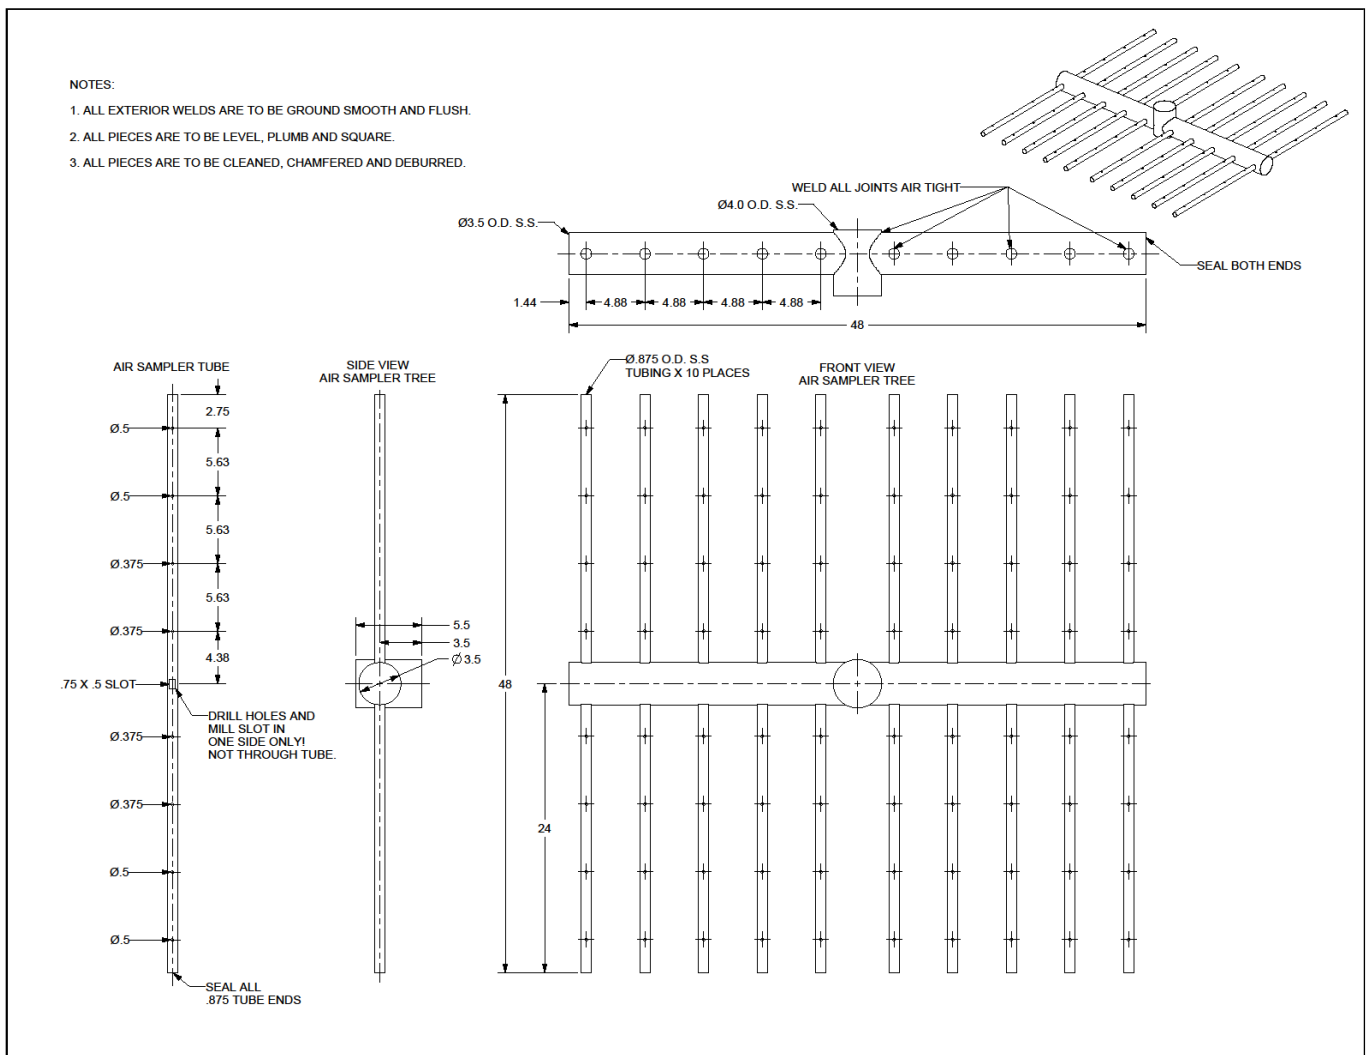 NOTES:
1. ALL EXTERIOR WELDS ARE TO BE GROUND SMOOTH AND FLUSH.
2. ALL PIECES ARE TO BE LEVEL, PLUMB AND SQUARE.
3. ALL PIECES ARE TO BE CLEANED, CHAMFERED AND DEBURRED.
WELD ALL JOINTS AIR TIGHT
Ø4.0 O.D. S.S.
Ø3.5 O.D. S.S.
SEAL BOTH ENDS
1.44
4.88
4.88
4.88
4.88
48
AIR SAMPLER TUBE
2.75
Ø.5
5.63
Ø.5
5.63
Ø.375
5.63
Ø.375
4.38
.75 X .5 SLOT
DRILL HOLES AND
MILL SLOT IN
ONE SIDE ONLY!
NOT THROUGH TUBE.
Ø.375
Ø.375
Ø.5
Ø.5
SEAL ALL
.875 TUBE ENDS
SIDE VIEW
AIR SAMPLER TREE
5.5
3.5
Ø3.5
Ø.875 O.D. S.S
TUBING X 10 PLACES
FRONT VIEW
AIR SAMPLER TREE
48
24